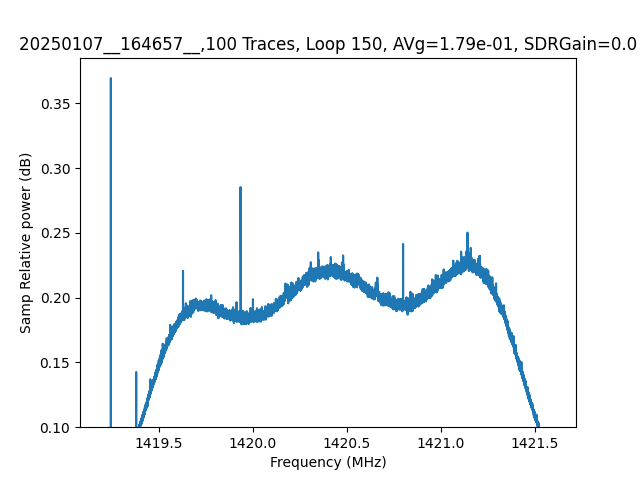 20250107__164657__,100 Traces, Loop 150, AVg=1.79e-01, SDRGain=0.0
Samp Relative power (dB)
0.35
0.30
0.25
0.20
0.15
0.10
1419.5 1420.0 1420.5 1421.0 1421.5
Frequency (MHz)